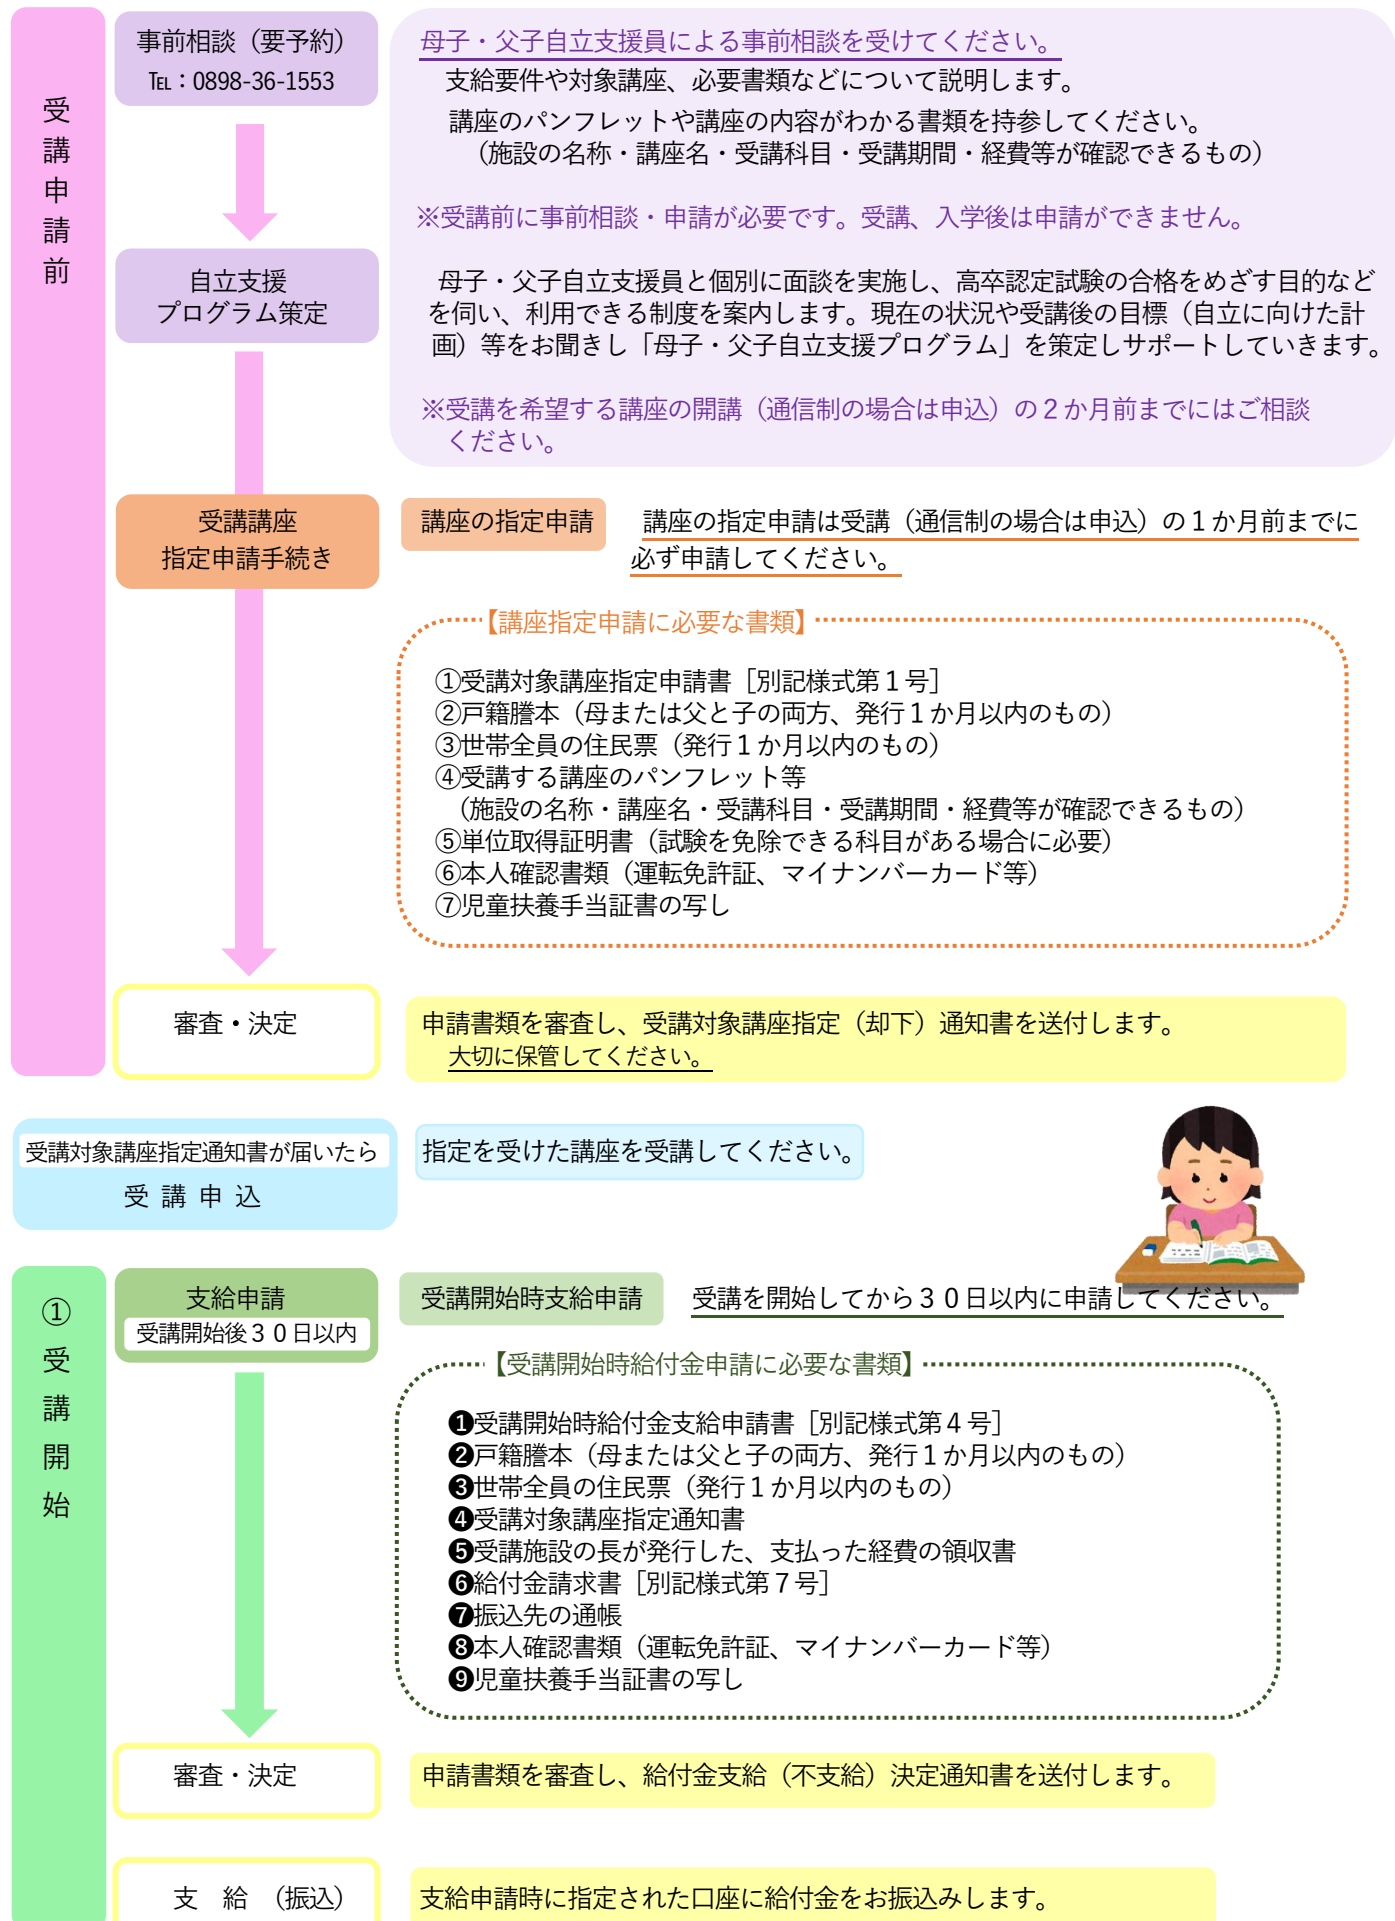 受講申請前
事前相談（要予約）
℡：0898-36-1553
母子・父子自立支援員による事前相談を受けてください。
支給要件や対象講座、必要書類などについて説明します。
講座のパンフレットや講座の内容がわかる書類を持参してください。
（施設の名称・講座名・受講科目・受講期間・経費等が確認できるもの）
※受講前に事前相談・申請が必要です。受講、入学後は申請ができません。
自立支援
プログラム策定
母子・父子自立支援員と個別に面談を実施し、高卒認定試験の合格をめざす目的など
を伺い、利用できる制度を案内します。現在の状況や受講後の目標（自立に向けた計
画）等をお聞きし「母子・父子自立支援プログラム」を策定しサポートしていきます。
※受講を希望する講座の開講（通信制の場合は申込）の２か月前までにはご相談
ください。
受講講座
指定申請手続き
講座の指定申請
講座の指定申請は受講（通信制の場合は申込）の１か月前までに
必ず申請してください。
【講座指定申請に必要な書類】
①受講対象講座指定申請書［別記様式第１号］
②戸籍謄本（母または父と子の両方、発行１か月以内のもの）
③世帯全員の住民票（発行１か月以内のもの）
④受講する講座のパンフレット等
（施設の名称・講座名・受講科目・受講期間・経費等が確認できるもの）
⑤単位取得証明書（試験を免除できる科目がある場合に必要）
⑥本人確認書類（運転免許証、マイナンバーカード等）
⑦児童扶養手当証書の写し
審査・決定
申請書類を審査し、受講対象講座指定（却下）通知書を送付します。
大切に保管してください。
受講対象講座指定通知書が届いたら
受 講 申 込
指定を受けた講座を受講してください。
①受講開始
支給申請
受講開始後３０日以内
受講開始時支給申請
受講を開始してから３０日以内に申請してください。
【受講開始時給付金申請に必要な書類】
❶受講開始時給付金支給申請書［別記様式第４号］
❷戸籍謄本（母または父と子の両方、発行１か月以内のもの）
❸世帯全員の住民票（発行１か月以内のもの）
❹受講対象講座指定通知書
❺受講施設の長が発行した、支払った経費の領収書
❻給付金請求書［別記様式第７号］
❼振込先の通帳
❽本人確認書類（運転免許証、マイナンバーカード等）
❾児童扶養手当証書の写し
審査・決定
申請書類を審査し、給付金支給（不支給）決定通知書を送付します。
支　給　（振込）
支給申請時に指定された口座に給付金をお振込みします。